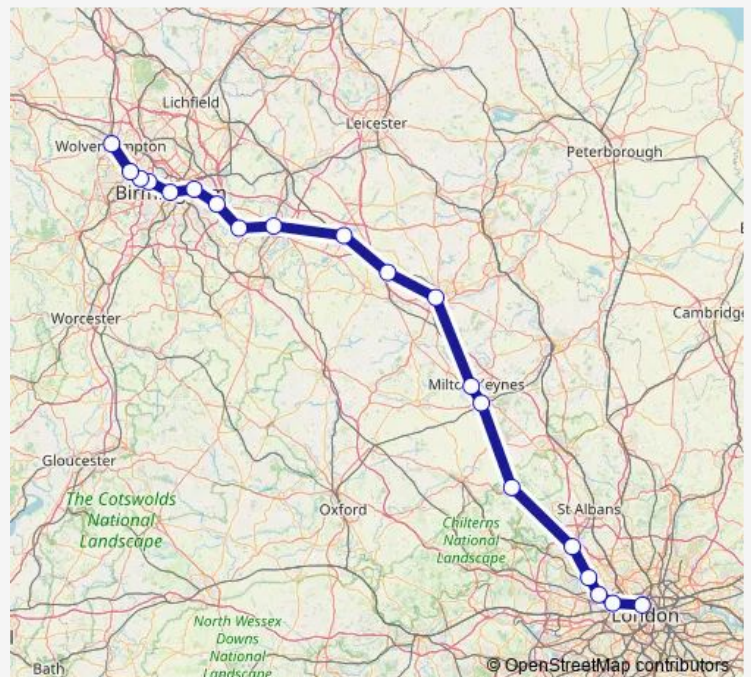 Lichfield
Leicester
Wolverhampton
Peterborough
Birmingham
Worcester
Cambridge
Milton Keynes
Gloucester
The Cotswolds
National
Landscape
Oxford
St Albans
Chilterns
National
Landscape
London
North Wessex
Downs
National
Landscape
Bath
© OpenStreetMap contributors